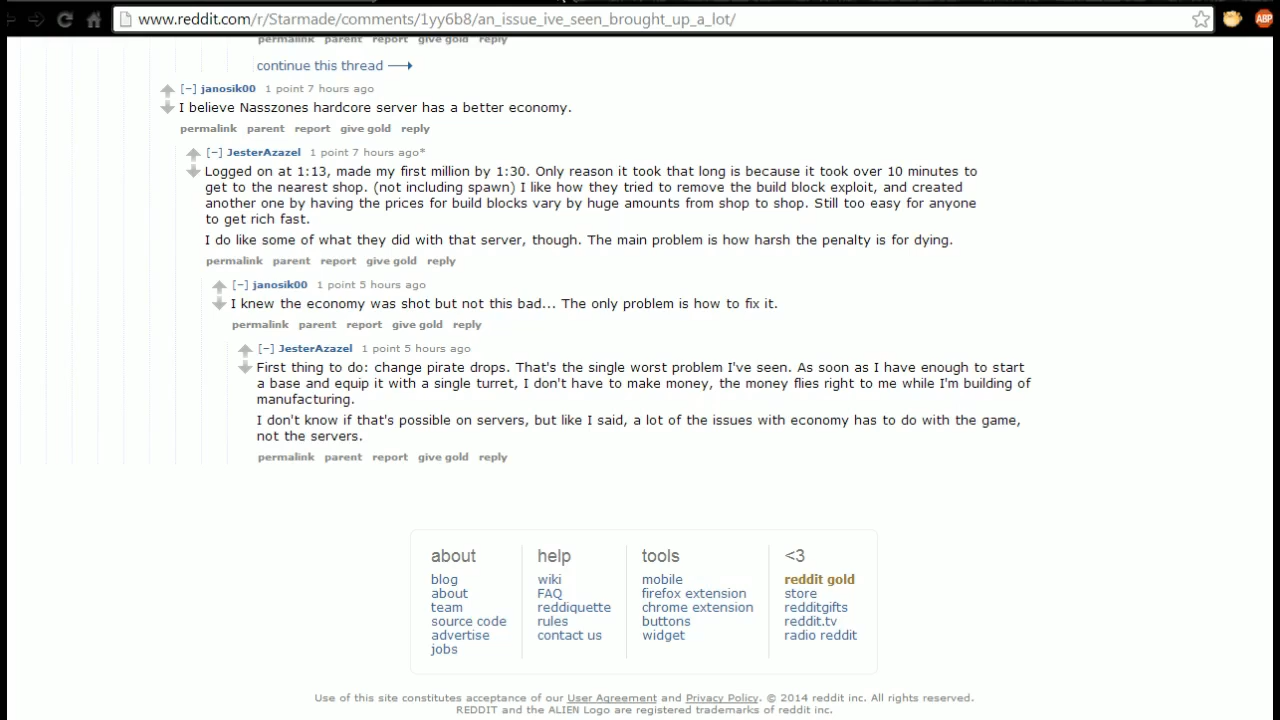 www.reddit.com/r/Starmade/comments/1yy6b8/an_issue_ive_seen_brought_up_a_lot/
ABP
permalink parent report give gold reply
continue this thread
[-] janosik00 1 point 7 hours ago
I believe Nasszones hardcore server has a better economy.
permalink parent report give gold reply
[-] JesterAzazel 1 point 7 hours ago*
Logged on at 1:13, made my first million by 1:30. Only reason it took that long is because it took over 10 minutes to
get to the nearest shop. (not including spawn) I like how they tried to remove the build block exploit, and created
another one by having the prices for build blocks vary by huge amounts from shop to shop. Still too easy for anyone
to get rich fast.
I do like some of what they did with that server, though. The main problem is how harsh the penalty is for dying.
permalink parent report give gold reply
[-] janosik00 1 point 5 hours ago
I knew the economy was shot but not this bad... The only problem is how to fix it.
permalink parent report give gold reply
[-] JesterAzazel 1 point 5 hours ago
First thing to do: change pirate drops. That's the single worst problem I've seen. As soon as I have enough to start
a base and equip it with a single turret, I don't have to make money, the money flies right to me while I'm building of
manufacturing.
I don't know if that's possible on servers, but like I said, a lot of the issues with economy has to do with the game,
not the servers.
permalink parent report give gold reply
about help tools <3
blog wiki mobile reddit gold
about FAQ firefox extension store
team reddiquette chrome extension redditgifts
source code rules buttons reddit.tv
advertise contact us widget radio reddit
jobs
Use of this site constitutes acceptance of our User Agreement and Privacy Policy. © 2014 reddit inc. All rights reserved.
REDDIT and the ALIEN Logo are registered trademarks of reddit inc.